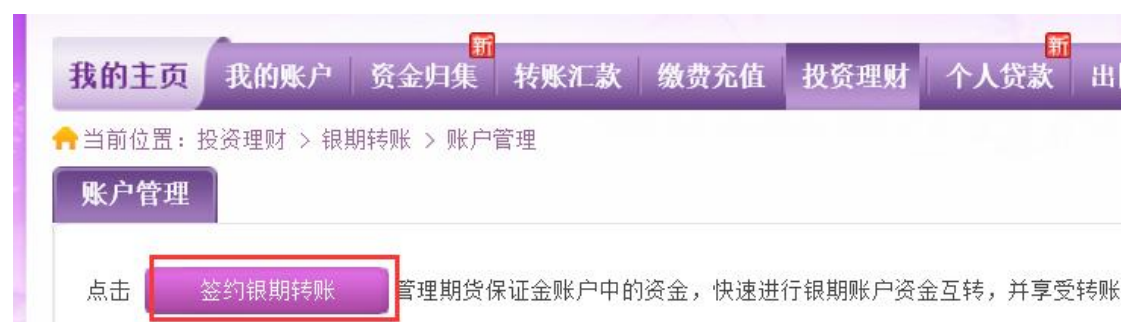 新 新
我的主页 我的账户 资金归集 转账汇款 缴费充值 投资理财 个人贷款 出
当前位置：投资理财 > 银期转账 > 账户管理
账户管理
点击 签约银期转账 管理期货保证金账户中的资金，快速进行银期账户资金互转，并享受转账